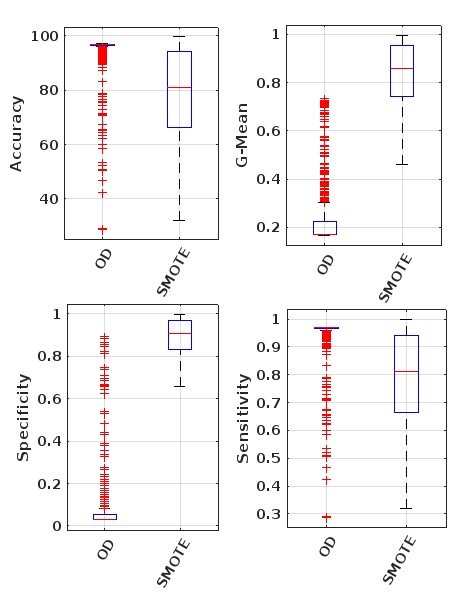 Accuracy
100
80
60
40
OD
SMOTE
G-Mean
1
0.8
0.6
0.4
0.2
OD
SMOTE
Specificity
1
0.8
0.6
0.4
0.2
0
OD
SMOTE
Sensitivity
1
0.9
0.8
0.7
0.6
0.5
0.4
0.3
OD
SMOTE